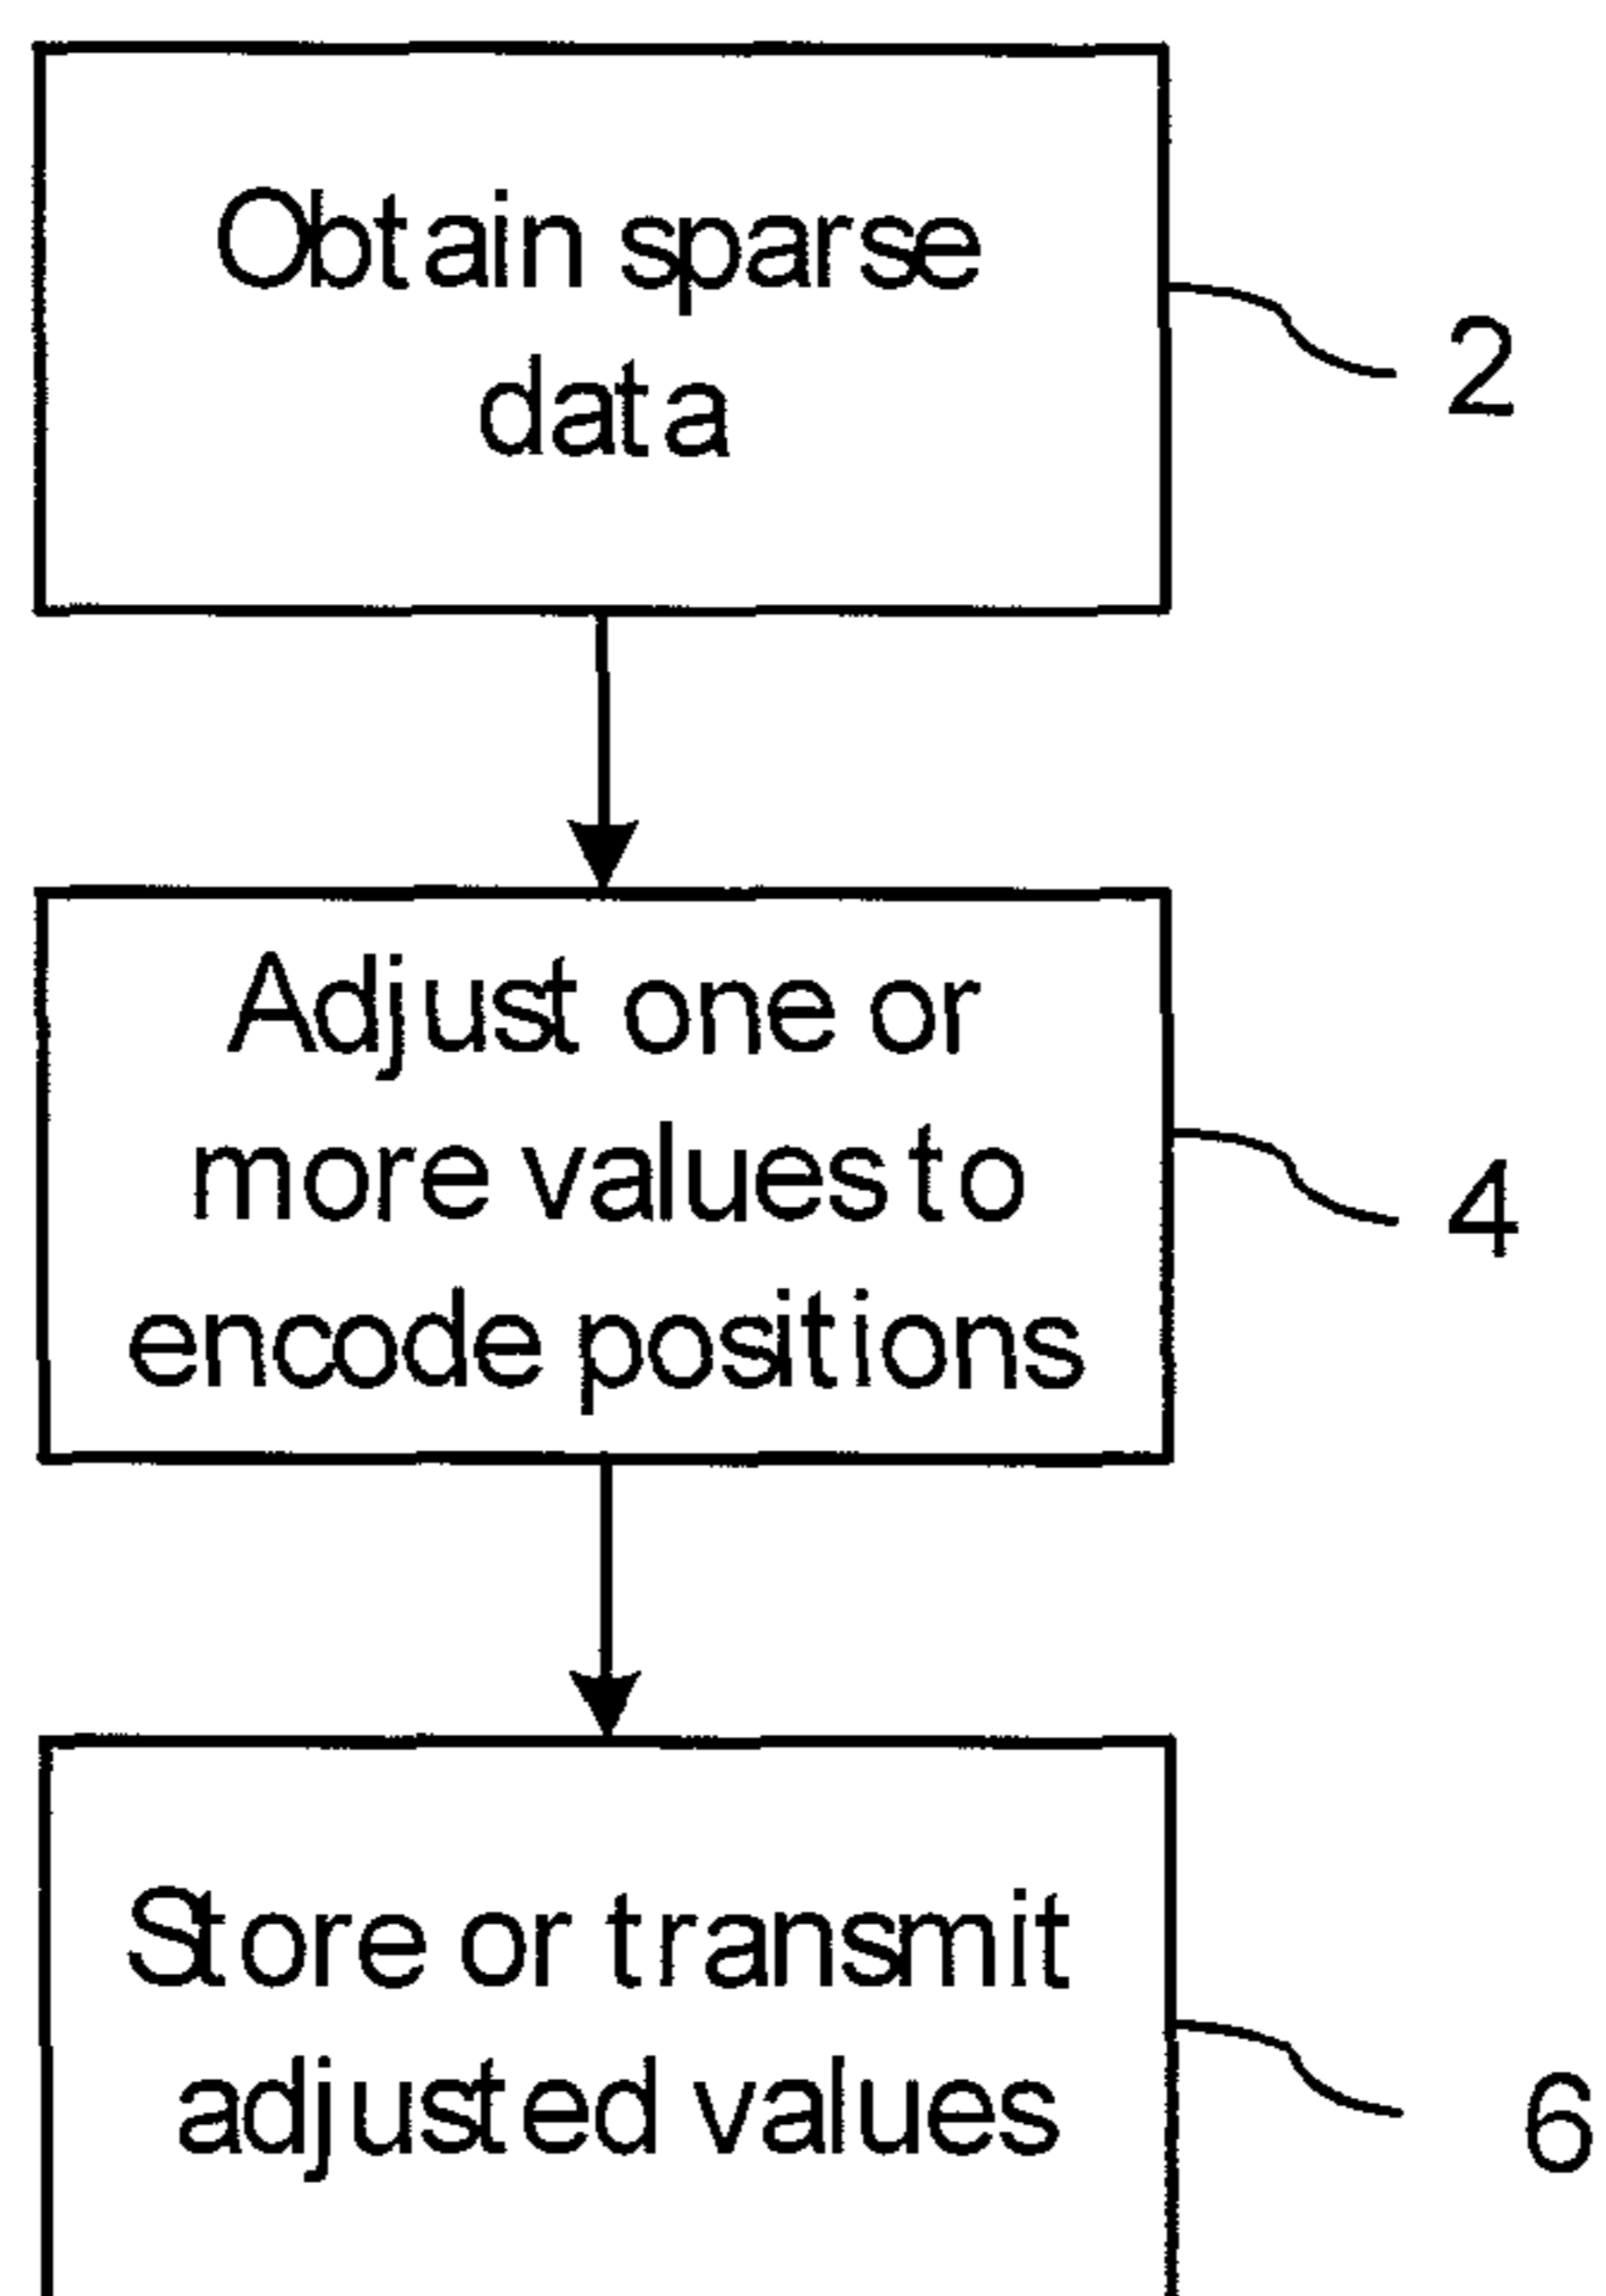 Obtain sparse
data
2
Adjust one or
more values to
encode positions
4
Store or transmit
adjusted values
6